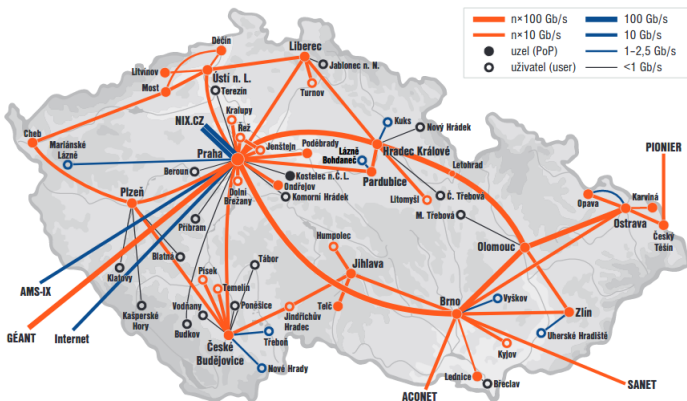 n×100 Gb/s
n×10 Gb/s
uzel (PoP)
uživatel (user)
100 Gb/s
10 Gb/s
1–2,5 Gb/s
<1 Gb/s
Děčín
Liberec
Litvínov
Jablonec n. N.
Ústí n. L.
Most
Terezín
Turnov
Kralupy
Kuks
NIX.CZ
Řež
Nový Hrádek
Cheb
Jenštejn
Poděbrady
Hradec Králové
PIONIER
Mariánské
Lázně
Praha
Lázně
Bohdaneč
Letohrad
Beroun
Kostelec n.Č.L.
Pardubice
Ondřejov
Plzeň
Dolní
Břežany
Komorní Hrádek
Litomyšl
Č. Třebová
Opava
Karviná
Příbram
M. Třebová
Ostrava
Český
Těšín
Humpolec
Olomouc
Blatná
Tábor
Klatovy
Písek
Jihlava
AMS-IX
Temelín
Vyškov
Kašperské
Hory
Vodňany
Poněšice
Telč
Brno
Zlín
Jindřichův
Hradec
GÉANT
Internet
Budkov
Třeboň
Uherské Hradiště
České
Budějovice
Kyjov
Nové Hrady
Lednice
Břeclav
SANET
ACONET